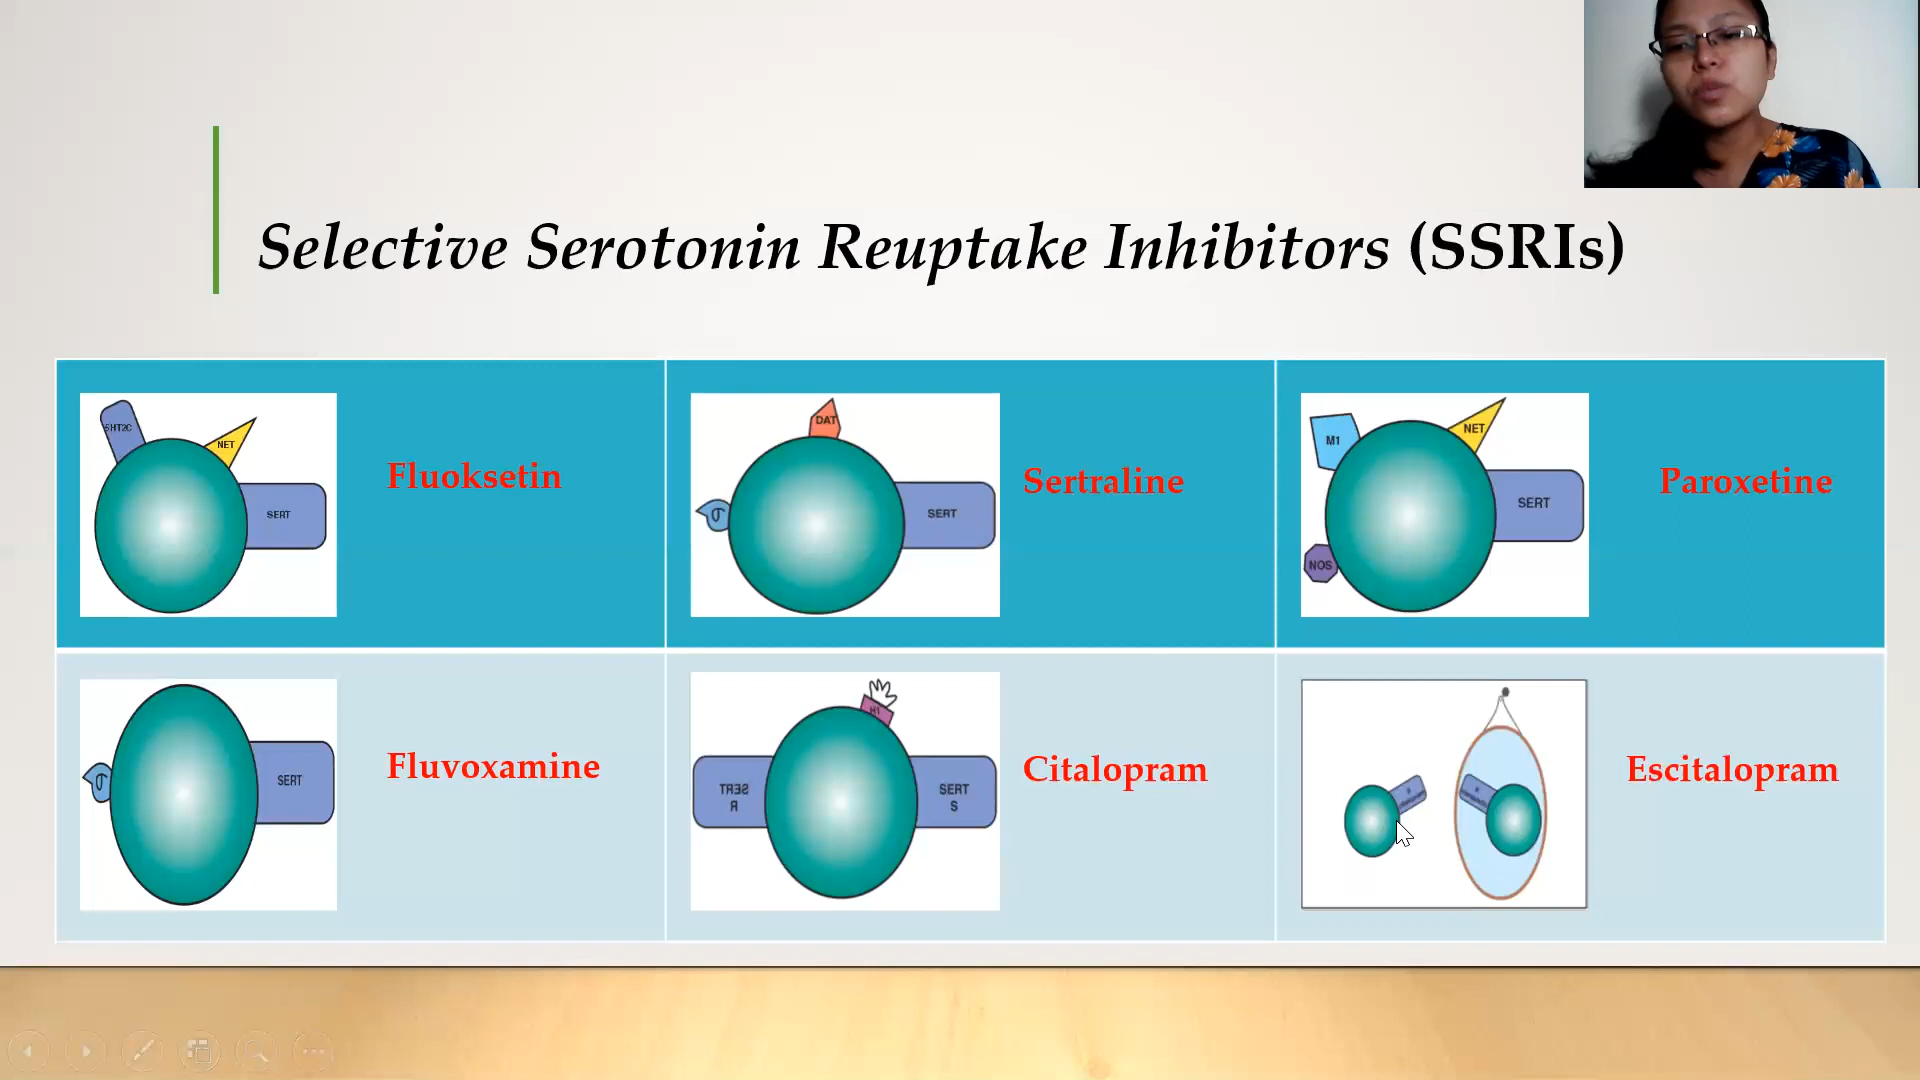 Selective Serotonin Reuptake Inhibitors (SSRIs)
5HT2C
NET
SERT
Fluoksetin
DAT
σ
SERT
Sertraline
M1
NET
SERT
NOS
Paroxetine
σ
SERT
Fluvoxamine
H1
SERT
R
SERT
S
Citalopram
Escitalopram